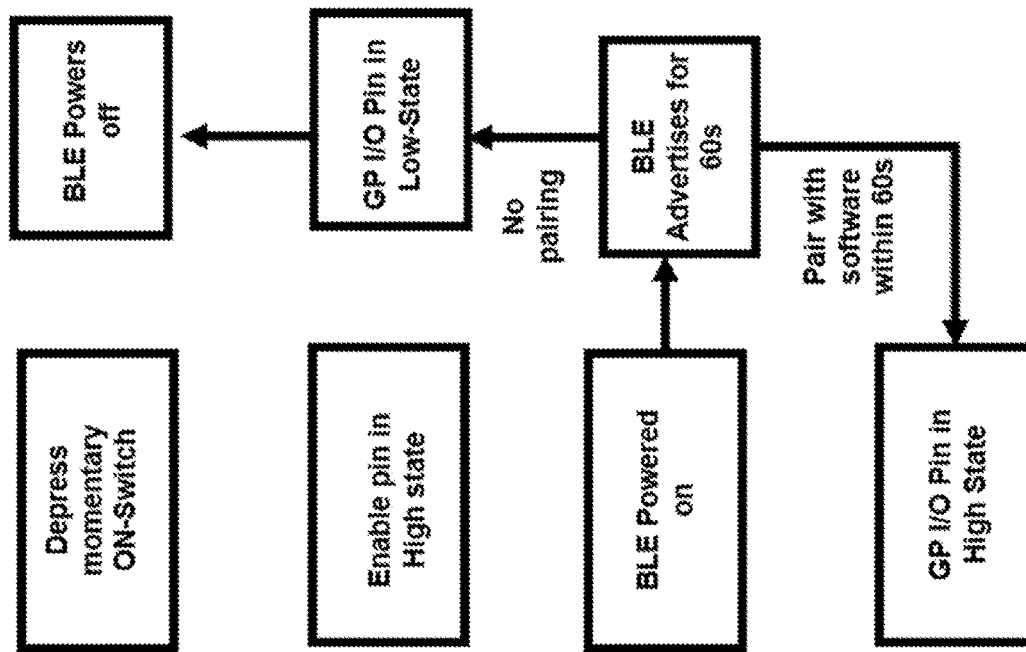 Depress
momentary
ON-Switch
Enable pin in
High state
BLE Powered
on
GP I/O Pin in
High State
BLE Powers
off
GP I/O Pin in
Low-State
No
pairing
BLE
Advertises for
60s
Pair with
software
within 60s